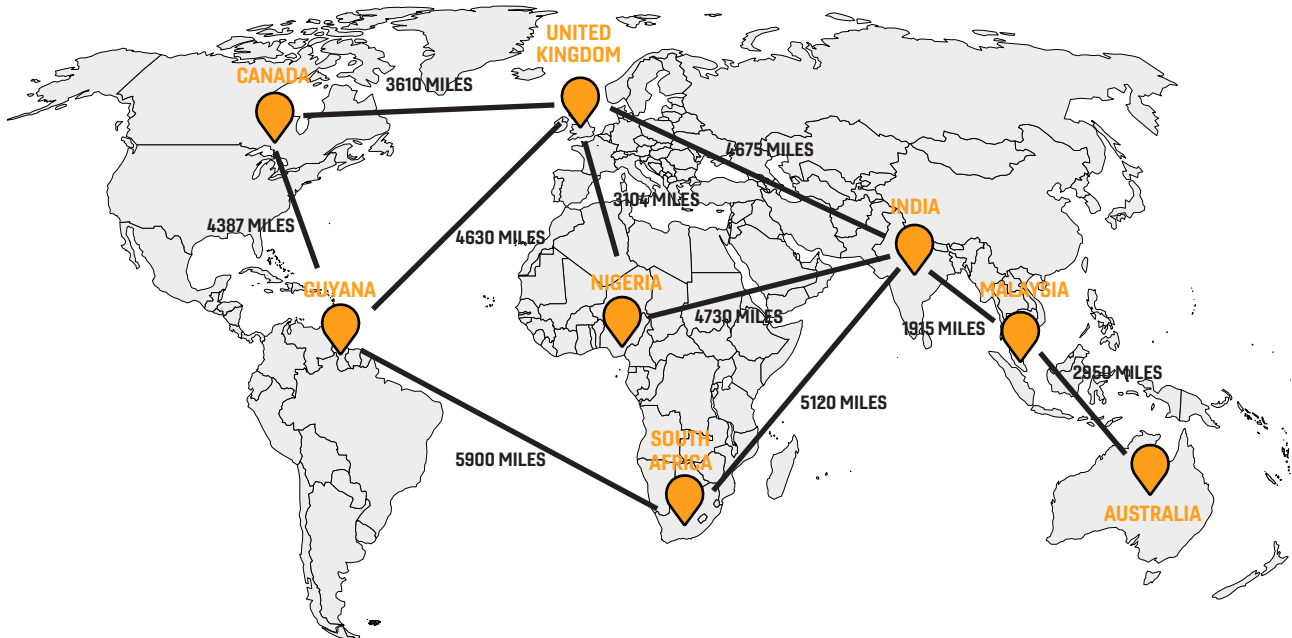 UNITED
KINGDOM
CANADA
3610 MILES
4675 MILES
3104 MILES
INDIA
4387 MILES
4630 MILES
GUYANA
NIGERIA
MALAYSIA
4730 MILES
1915 MILES
2950 MILES
5120 MILES
SOUTH
AFRICA
5900 MILES
AUSTRALIA